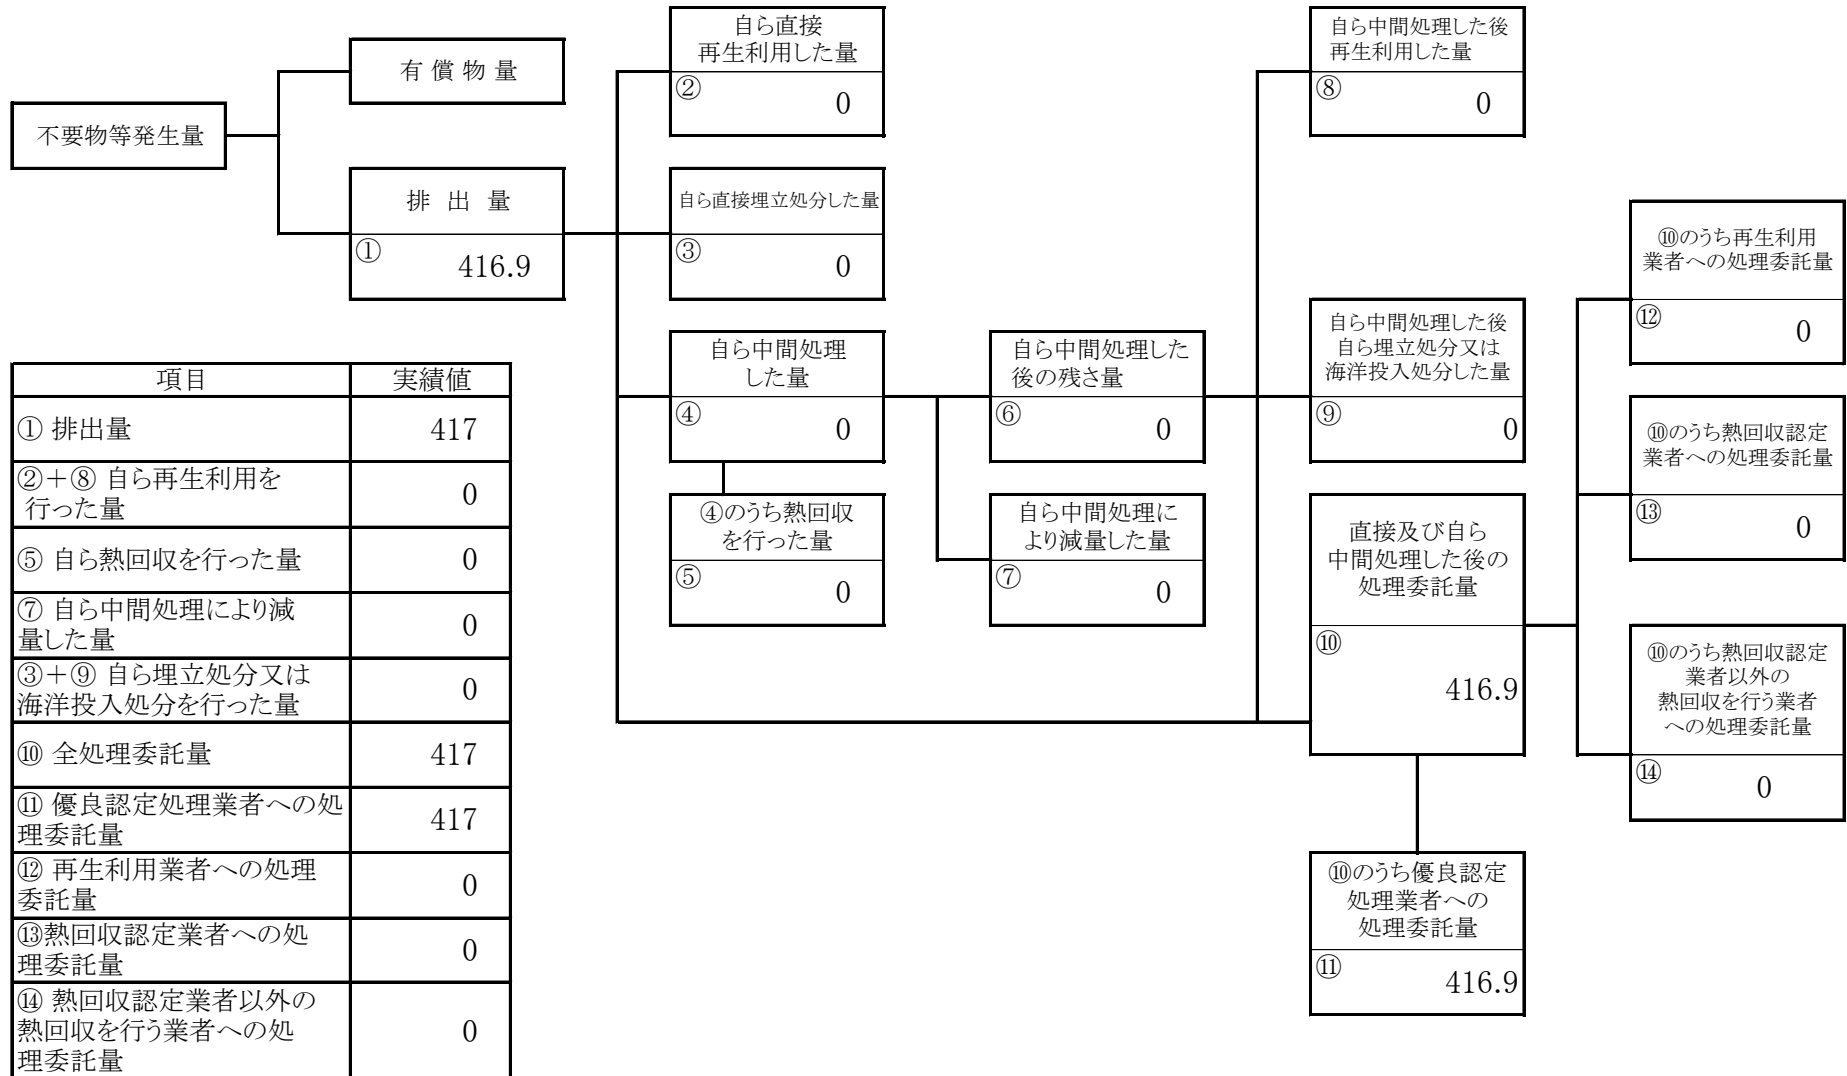 不要物等発生量
有 償 物 量
排 出 量
①
416.9
自ら直接
再生利用した量
②
0
自ら直接埋立処分した量
③
0
自ら中間処理
した量
④
0
④のうち熱回収
を行った量
⑤
0
自ら中間処理した
後の残さ量
⑥
0
自ら中間処理に
より減量した量
⑦
0
自ら中間処理した後
再生利用した量
⑧
0
自ら中間処理した後
自ら埋立処分又は
海洋投入処分した量
⑨
0
直接及び自ら
中間処理した後の
処理委託量
⑩
416.9
⑩のうち優良認定
処理業者への
処理委託量
⑪
416.9
⑩のうち再生利用
業者への処理委託量
⑫
0
⑩のうち熱回収認定
業者への処理委託量
⑬
0
⑩のうち熱回収認定
業者以外の
熱回収を行う業者
への処理委託量
⑭
0
項目 実績値
① 排出量 417
②＋⑧ 自ら再生利用を
行った量 0
⑤ 自ら熱回収を行った量 0
⑦ 自ら中間処理により減
量した量 0
③＋⑨ 自ら埋立処分又は
海洋投入処分を行った量 0
⑩ 全処理委託量 417
⑪ 優良認定処理業者への処
理委託量 417
⑫ 再生利用業者への処理
委託量 0
⑬熱回収認定業者への処
理委託量 0
⑭ 熱回収認定業者以外の
熱回収を行う業者への処
理委託量 0